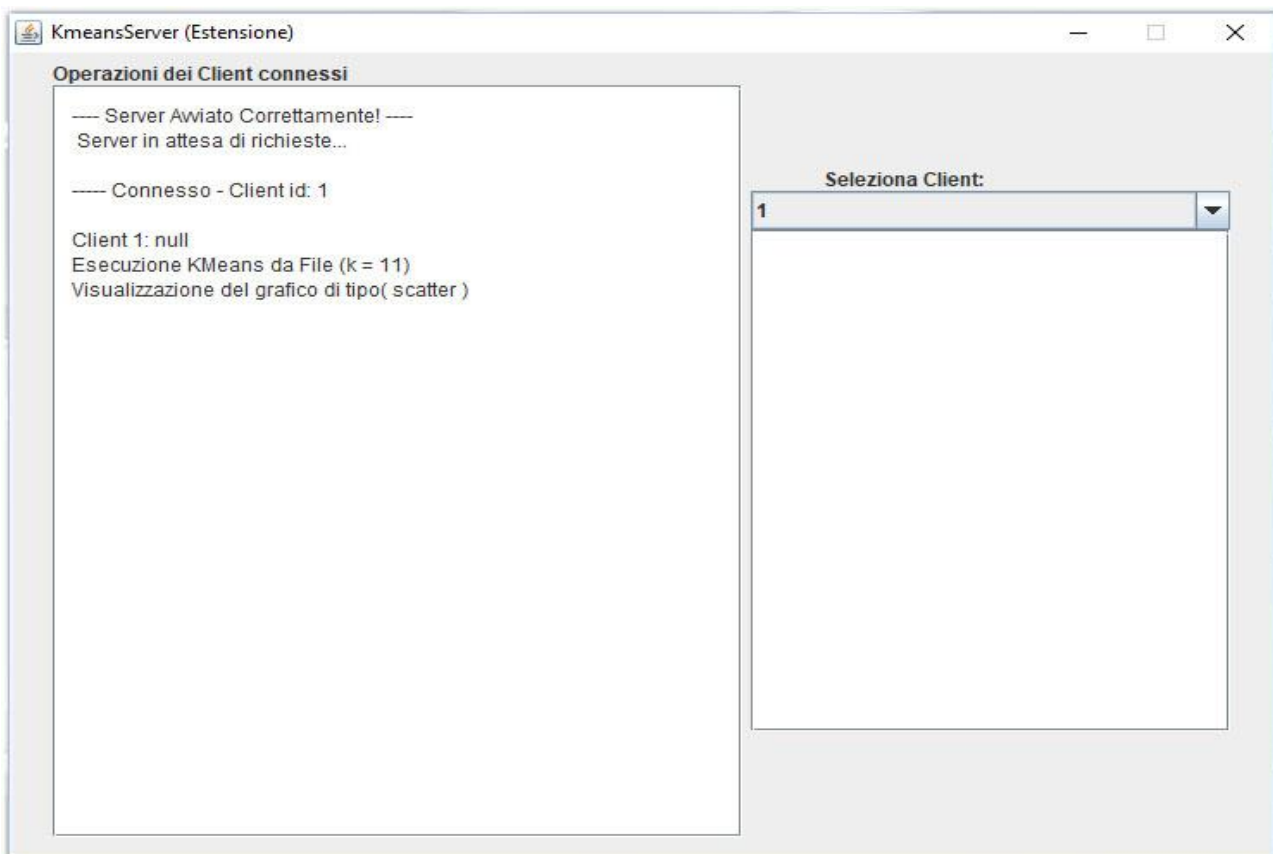 KmeansServer (Estensione)
Operazioni dei Client connessi
---- Server Avviato Correttamente! ----
Server in attesa di richieste...
----- Connesso - Client id: 1
Client 1: null
Esecuzione KMeans da File (k = 11)
Visualizzazione del grafico di tipo( scatter )
Seleziona Client:
1